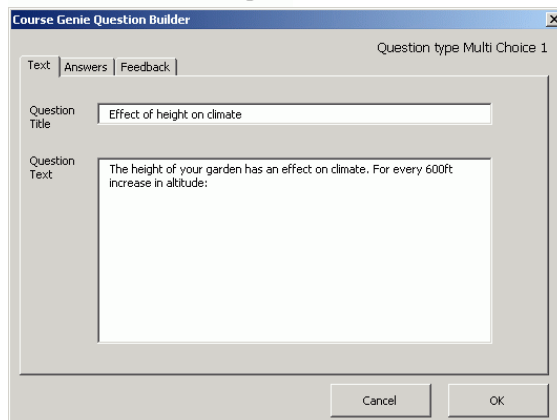 Course Genie Question Builder
Question type Multi Choice 1
Text Answers Feedback
Question Title
Effect of height on climate
Question Text
The height of your garden has an effect on climate. For every 600ft
increase in altitude:
Cancel OK